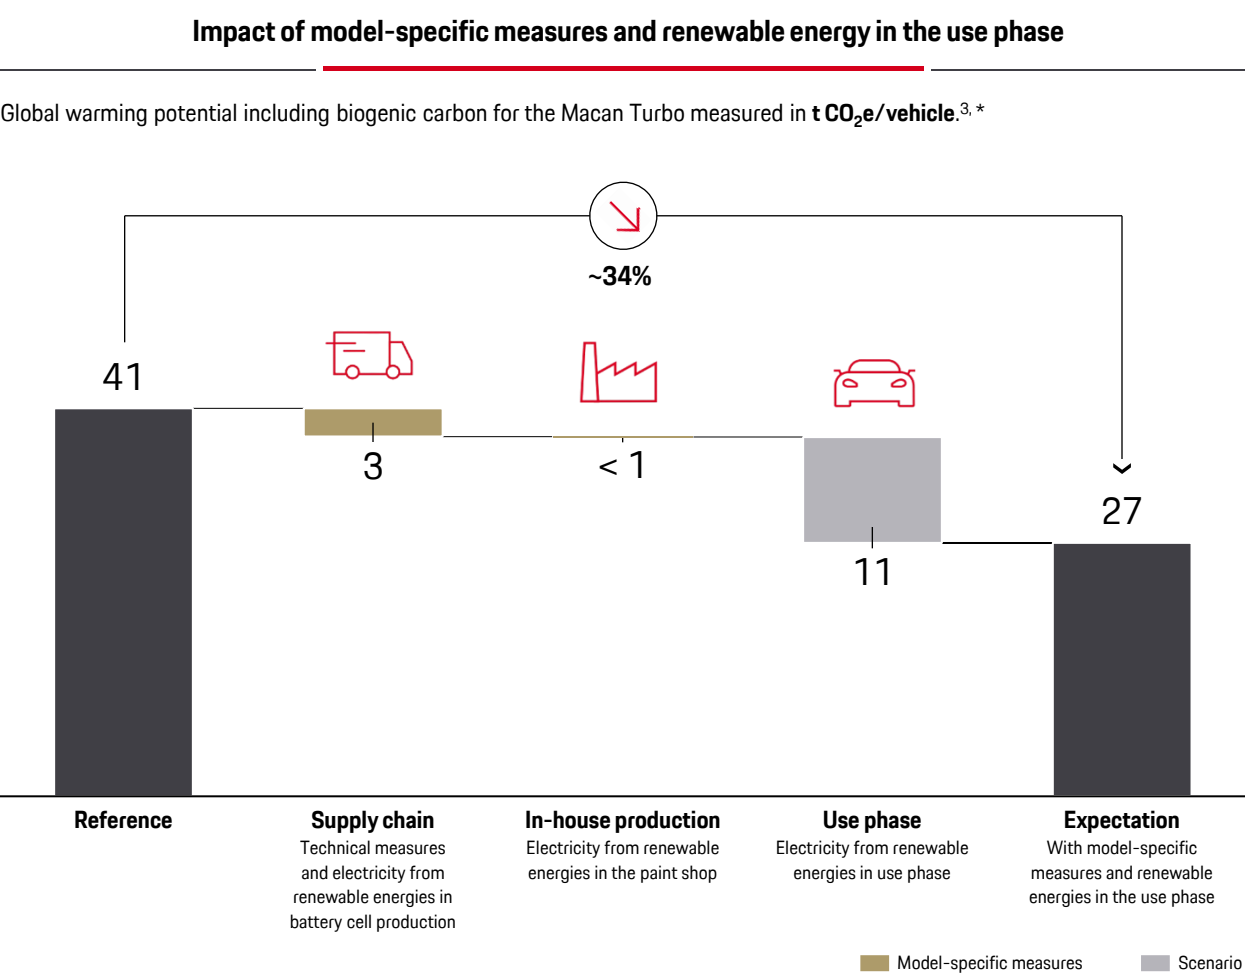 Impact of model-specific measures and renewable energy in the use phase
Global warming potential including biogenic carbon for the Macan Turbo measured in t CO₂e/vehicle.³, *
~34%
41
3
< 1
11
27
Reference
Supply chain
Technical measures
and electricity from
renewable energies in
battery cell production
In-house production
Electricity from renewable
energies in the paint shop
Use phase
Electricity from renewable
energies in use phase
Expectation
With model-specific
measures and renewable
energies in the use phase
Model-specific measures
Scenario